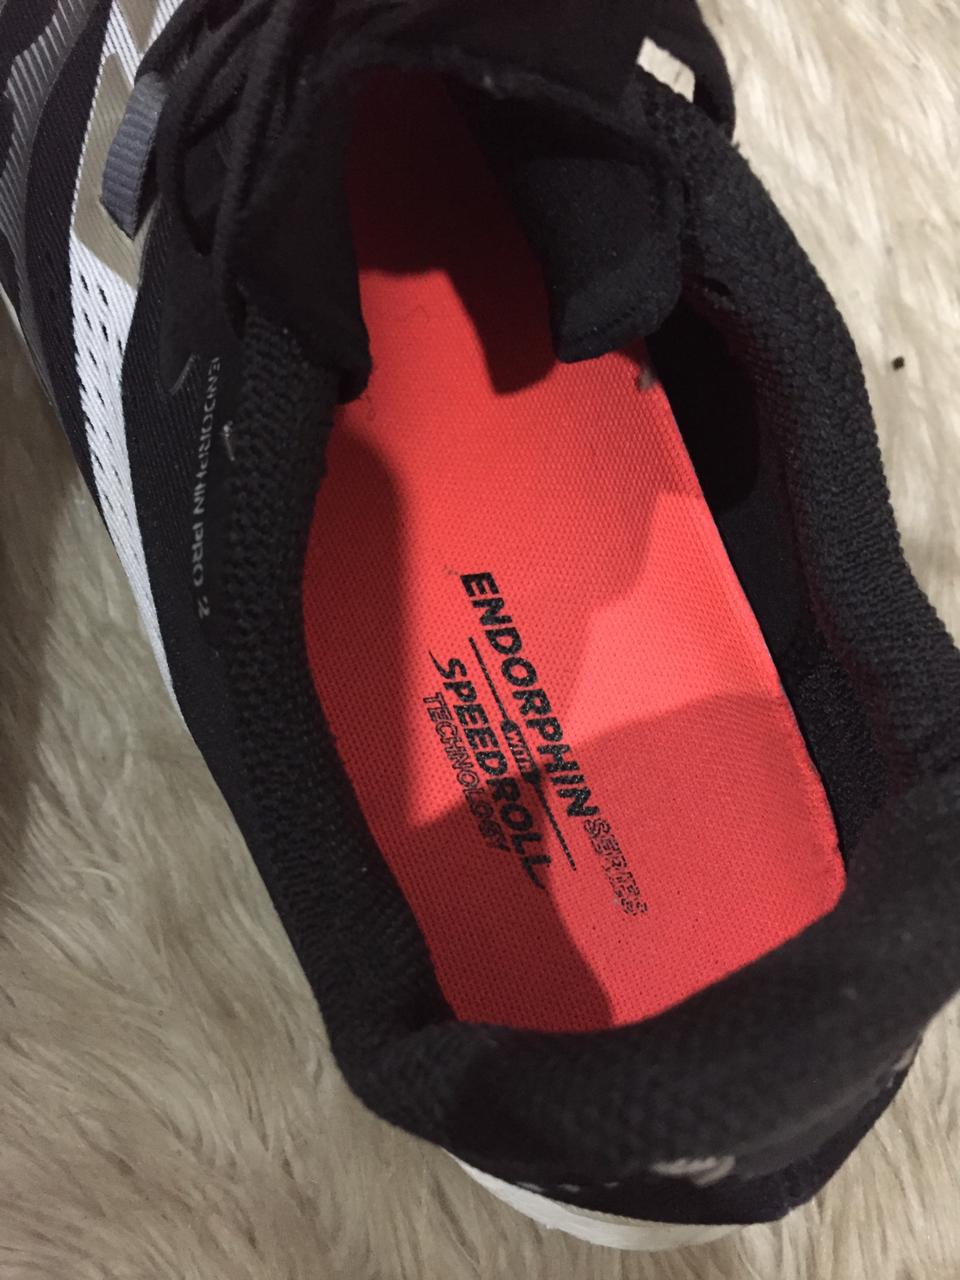 ENDORPHIN SERIES
WITH
SPEEDROLL
TECHNOLOGY
ENDORPHIN PRO 2